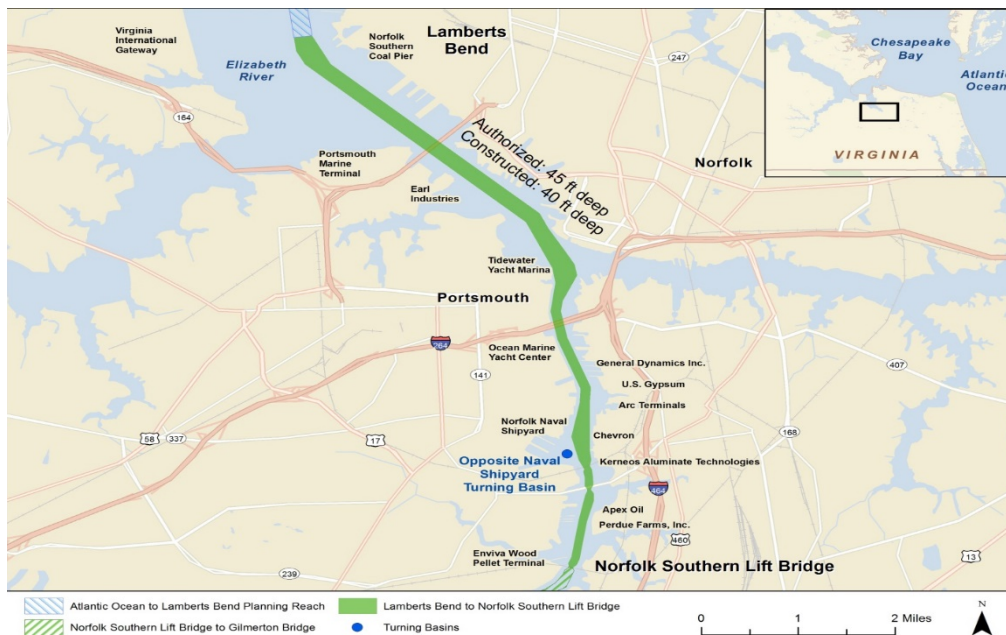 Virginia
International
Gateway
Norfolk
Southern
Coal Pier
Lamberts
Bend
Elizabeth
River
247
Chesapeake
Bay
Atlantic
Ocean
VIRGINIA
164
Authorized: 45 ft deep
Constructed: 40 ft deep
Norfolk
Portsmouth
Marine
Terminal
Earl
Industries
Tidewater
Yacht Marina
Portsmouth
264
Ocean Marine
Yacht Center
141
General Dynamics Inc.
407
U.S. Gypsum
Arc Terminals
Norfolk Naval
Shipyard
Chevron
168
58
337
17
Opposite Naval
Shipyard
Turning Basin
Kerneos Aluminate Technologies
464
Apex Oil
Perdue Farms, Inc.
460
Enviva Wood
Pellet Terminal
Norfolk Southern Lift Bridge
13
239
Atlantic Ocean to Lamberts Bend Planning Reach
Lamberts Bend to Norfolk Southern Lift Bridge
Norfolk Southern Lift Bridge to Gilmerton Bridge
Turning Basins
0 1 2 Miles
N